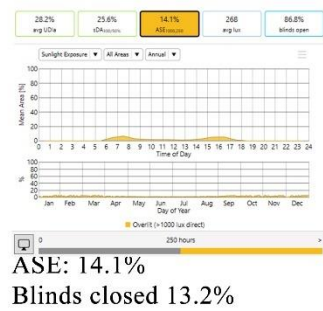 28.2% 25.6% 14.1% 268 86.8%
avg UDIa sDA300/50% ASE1000,250 avg lux blinds open
Sunlight Exposure ▼ All Areas ▼ Annual ▼
Mean Area [%]
100
80
60
40
20
0
0 1 2 3 4 5 6 7 8 9 10 11 12 13 14 15 16 17 18 19 20 21 22 23 24
Time of Day
%
100
80
60
40
20
0
Jan Feb Mar Apr May Jun Jul Aug Sep Oct Nov Dec
Day of Year
Overlit (>1000 lux direct)
0 250 hours >
ASE: 14.1%
Blinds closed 13.2%